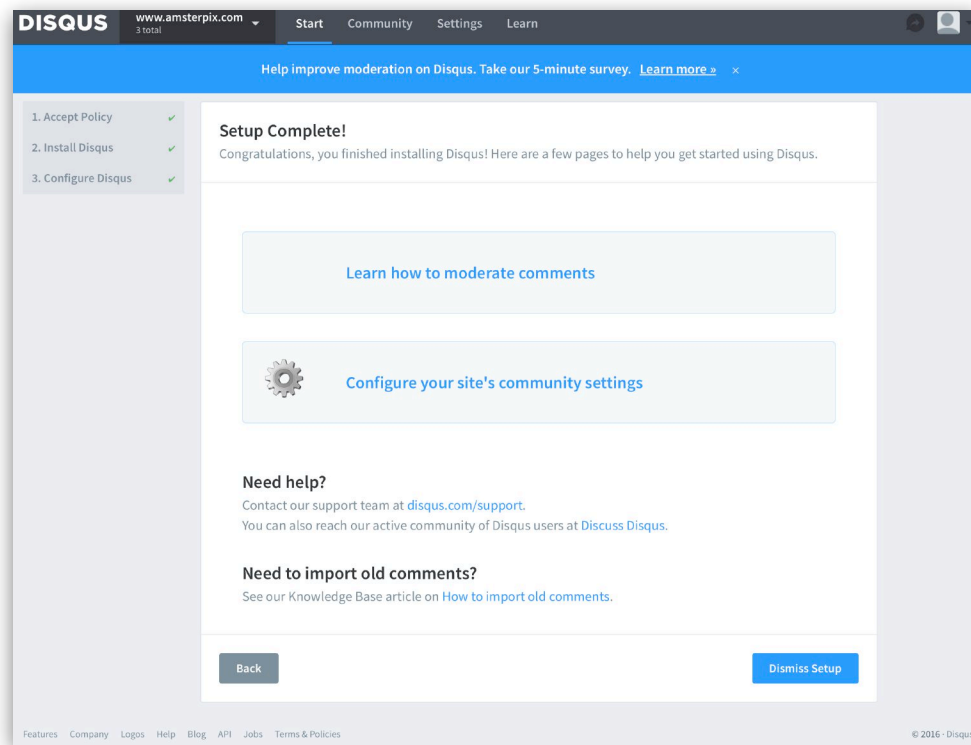 DISQUS
www.amsterpix.com
3 total
Start Community Settings Learn
Help improve moderation on Disqus. Take our 5-minute survey. Learn more » ×
1. Accept Policy ✔
2. Install Disqus ✔
3. Configure Disqus ✔
Setup Complete!
Congratulations, you finished installing Disqus! Here are a few pages to help you get started using Disqus.
Learn how to moderate comments
Configure your site's community settings
Need help?
Contact our support team at disqus.com/support.
You can also reach our active community of Disqus users at Discuss Disqus.
Need to import old comments?
See our Knowledge Base article on How to import old comments.
Back Dismiss Setup
Features Company Logos Help Blog API Jobs Terms & Policies © 2016 - Disqus